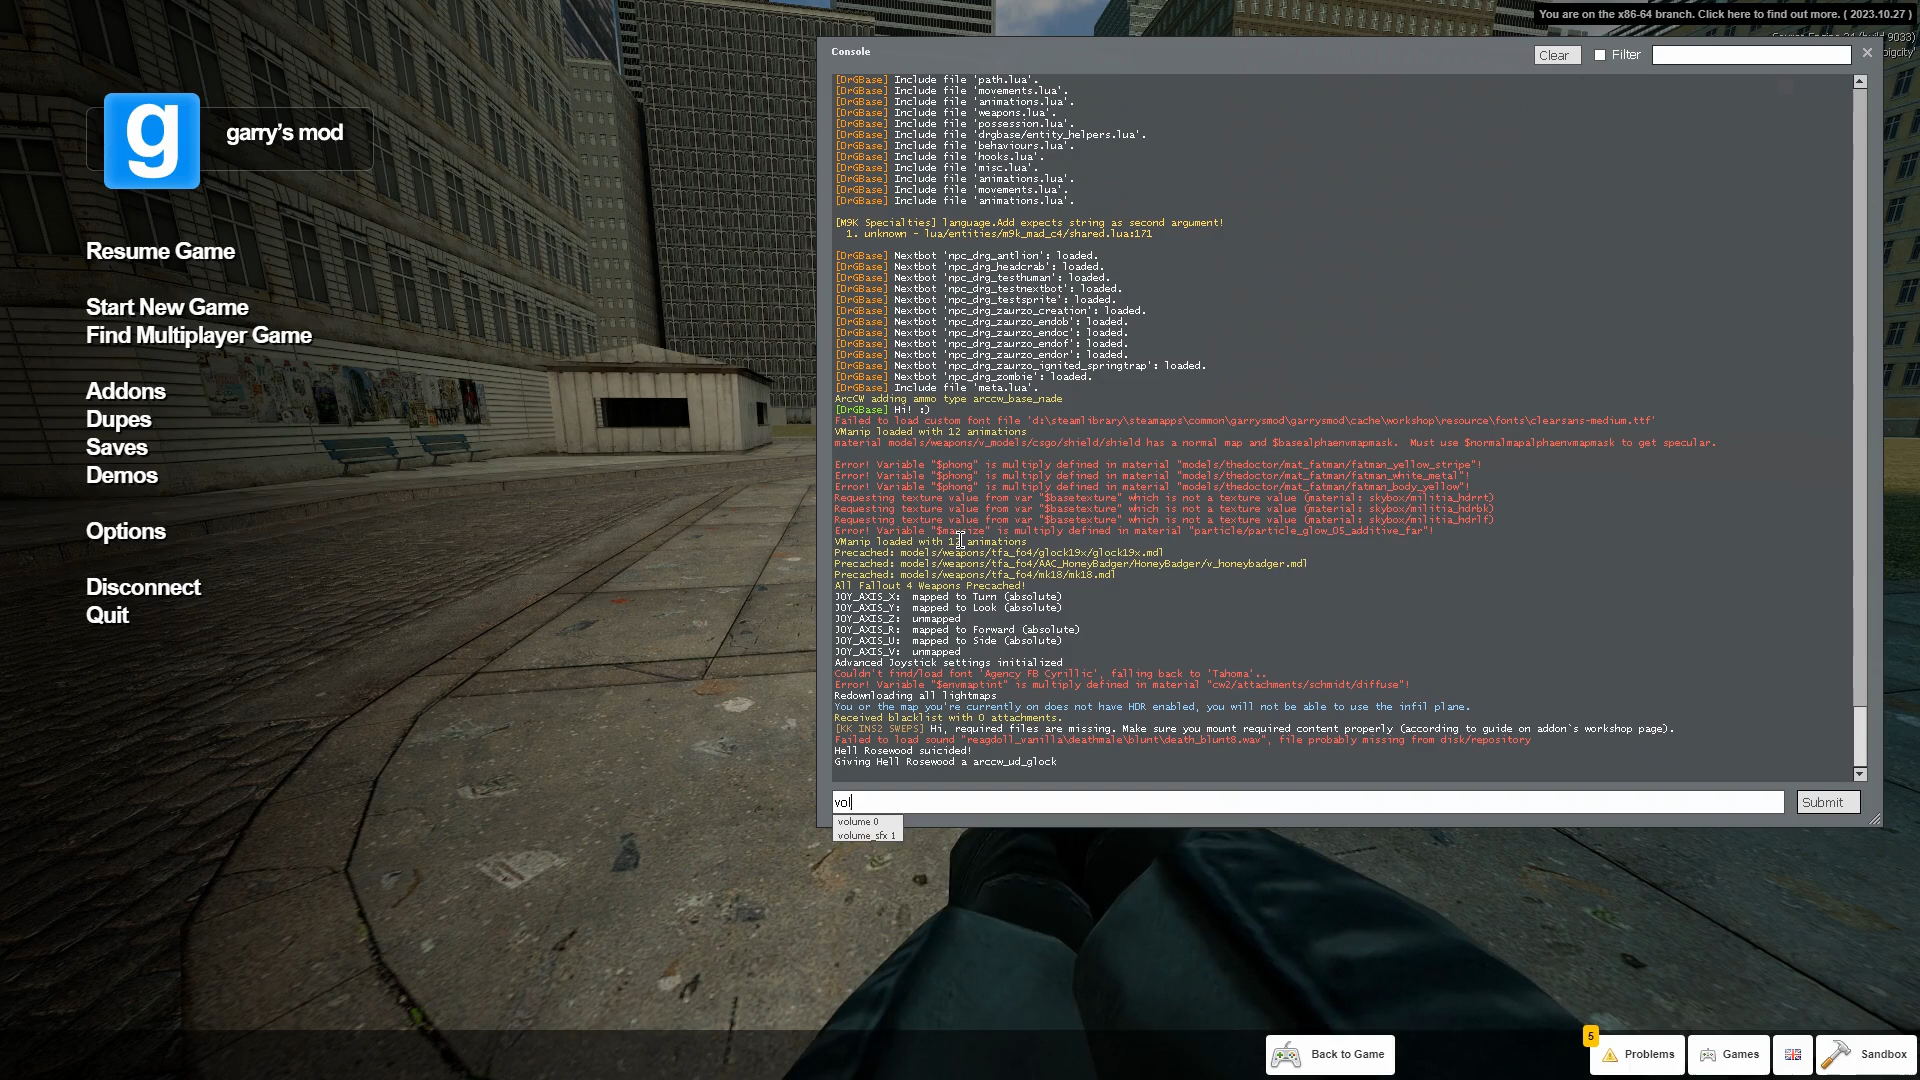 You are on the x86-64 branch. Click here to find out more. ( 2023.10.27 )
garry's mod
Resume Game
Start New Game
Find Multiplayer Game
Addons
Dupes
Saves
Demos
Options
Disconnect
Quit
Console
Clear
Filter
[DrGBase] Include file 'path.lua'.
[DrGBase] Include file 'movements.lua'.
[DrGBase] Include file 'animations.lua'.
[DrGBase] Include file 'weapons.lua'.
[DrGBase] Include file 'possession.lua'.
[DrGBase] Include file 'drgbase/entity_helpers.lua'.
[DrGBase] Include file 'behaviours.lua'.
[DrGBase] Include file 'hooks.lua'.
[DrGBase] Include file 'misc.lua'.
[DrGBase] Include file 'animations.lua'.
[DrGBase] Include file 'movements.lua'.
[DrGBase] Include file 'animations.lua'.
[M9K Specialties] language.Add expects string as second argument!
1. unknown - lua/entities/m9k_mad_c4/shared.lua:171
[DrGBase] Nextbot 'npc_drg_antlion': loaded.
[DrGBase] Nextbot 'npc_drg_headcrab': loaded.
[DrGBase] Nextbot 'npc_drg_testhuman': loaded.
[DrGBase] Nextbot 'npc_drg_testnextbot': loaded.
[DrGBase] Nextbot 'npc_drg_testsprite': loaded.
[DrGBase] Nextbot 'npc_drg_zaurzo_creation': loaded.
[DrGBase] Nextbot 'npc_drg_zaurzo_endob': loaded.
[DrGBase] Nextbot 'npc_drg_zaurzo_endoc': loaded.
[DrGBase] Nextbot 'npc_drg_zaurzo_endof': loaded.
[DrGBase] Nextbot 'npc_drg_zaurzo_endor': loaded.
[DrGBase] Nextbot 'npc_drg_zaurzo_ignited_springtrap': loaded.
[DrGBase] Nextbot 'npc_drg_zombie': loaded.
[DrGBase] Include file 'meta.lua'.
ArcCW adding ammo type arccw_base_nade
[DrGBase] Hi! :)
Failed to load custom font file 'd:\steamlibrary\steamapps\common\garrysmod\garrysmod\cache\workshop\resource\fonts\clearsans-medium.ttf'
VManip loaded with 12 animations
material models/weapons/v_models/csgo/shield/shield has a normal map and $basealphaenvmapmask.  Must use $normalmapalphaenvmapmask to get specular.
Error! Variable "$phong" is multiply defined in material "models/thedoctor/mat_fatman/fatman_yellow_stripe"!
Error! Variable "$phong" is multiply defined in material "models/thedoctor/mat_fatman/fatman_white_metal"!
Error! Variable "$phong" is multiply defined in material "models/thedoctor/mat_fatman/fatman_body_yellow"!
Requesting texture value from var "$basetexture" which is not a texture value (material: skybox/militia_hdrrt)
Requesting texture value from var "$basetexture" which is not a texture value (material: skybox/militia_hdrbk)
Requesting texture value from var "$basetexture" which is not a texture value (material: skybox/militia_hdrlf)
Error! Variable is multiply defined in material "particle/particle_glow_05_additive_far"!
VManip loaded with animations
Precached: models/weapons/tfa_fo4/glock19x/glock19x.mdl
Precached: models/weapons/tfa_fo4/AAC_HoneyBadger/HoneyBadger/v_honeybadger.mdl
Precached: models/weapons/tfa_fo4/mk18/mk18.mdl
All Fallout 4 Weapons Precached!
JOY_AXIS_X:  mapped to Turn (absolute)
JOY_AXIS_Y:  mapped to Look (absolute)
JOY_AXIS_Z:  unmapped
JOY_AXIS_R:  mapped to Forward (absolute)
JOY_AXIS_U:  mapped to Side (absolute)
JOY_AXIS_V:  unmapped
Advanced Joystick settings initialized
Couldn't find/load font 'Agency FB Cyrillic', falling back to 'Tahoma'..
Error! Variable "$envmaptint" is multiply defined in material "cw2/attachments/schmidt/diffuse"!
Redownloading all lightmaps
You or the map you're currently on does not have HDR enabled, you will not be able to use the infil plane.
Received blacklist with 0 attachments.
[KK INS2 SWEPS] Hi, required files are missing. Make sure you mount required content properly (according to guide on addon`s workshop page).
Failed to load sound "reagdoll_vanilla\deathmale\blunt\death_blunt8.wav", file probably missing from disk/repository
Hell Rosewood suicided!
Giving Hell Rosewood a arccw_ud_glock
vol
Submit
volume 0
volume_sfx 1
Back to Game
5
Problems
Games
Sandbox